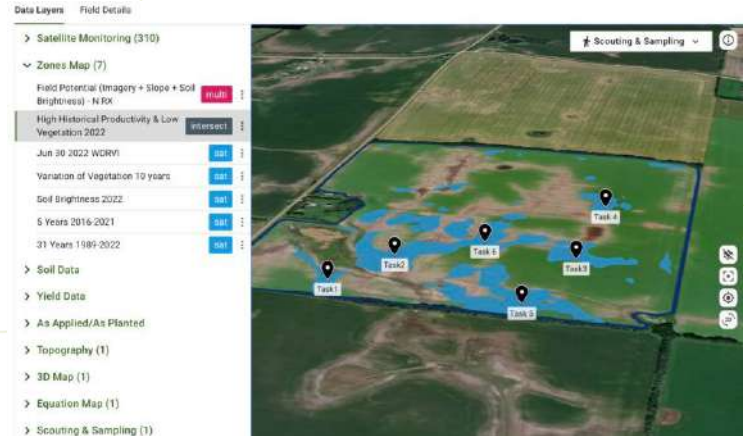 Data Layers Field Details
Satellite Monitoring (310)
Zones Map (7)
Field Potential (Imagery + Slope + Soil
Brightness) - N RX
multi
High Historical Productivity & Low
Vegetation 2022
intersect
Jun 30 2022 WDRVI
sat
Variation of Vegetation 10 years
sat
Soil Brightness 2022
sat
5 Years 2016-2021
sat
31 Years 1989-2022
sat
Soil Data
Yield Data
As Applied/As Planted
Topography (1)
3D Map (1)
Equation Map (1)
Scouting & Sampling (1)
Scouting & Sampling
Task 4
Task 6
Task2
Task3
Task1
Task 5